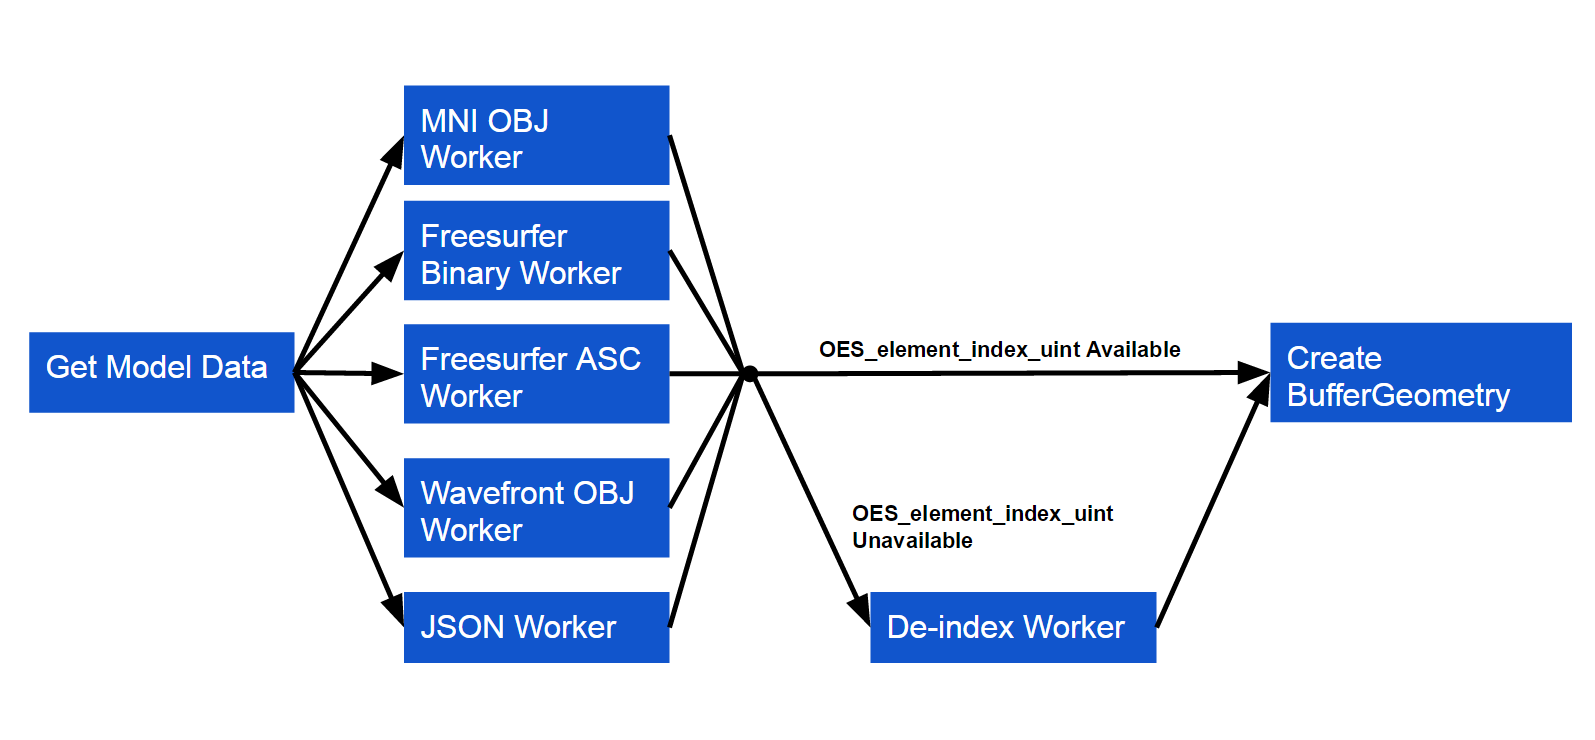 MNI OBJ
Worker
Freesurfer
Binary Worker
Get Model Data
Freesurfer ASC
Worker
OES_element_index_uint Available
Create
BufferGeometry
Wavefront OBJ
Worker
OES_element_index_uint
Unavailable
JSON Worker
De-index Worker